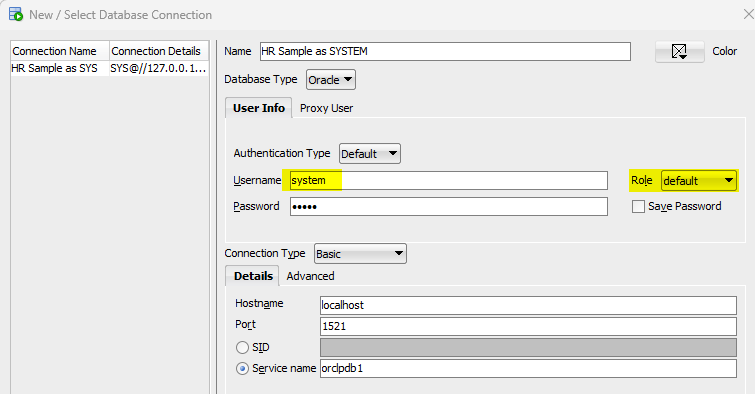 New / Select Database Connection
Connection Name Connection Details
HR Sample as SYS SYS@//127.0.0.1...
Name HR Sample as SYSTEM Color
Database Type Oracle
User Info Proxy User
Authentication Type Default
Username system Role default
Password ••••• Save Password
Connection Type Basic
Details Advanced
Hostname localhost
Port 1521
SID
Service name orclpdb1